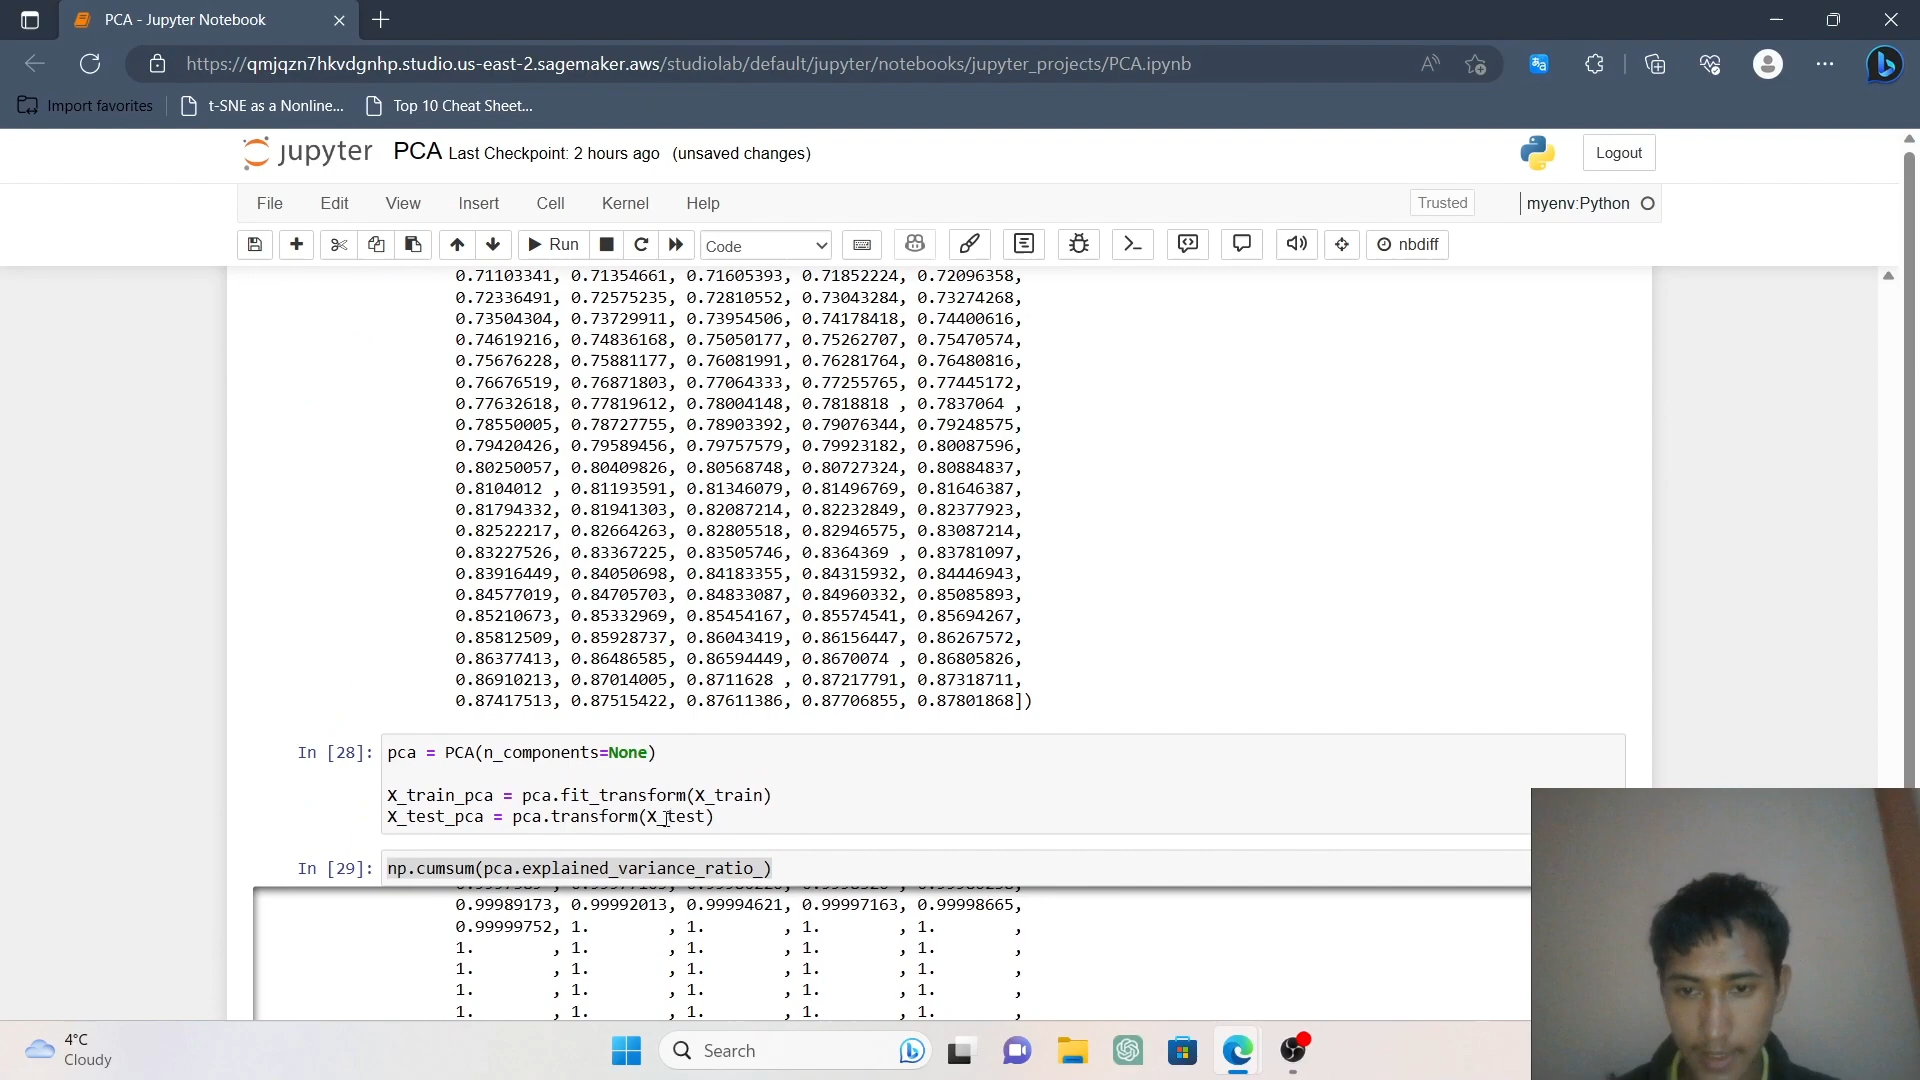 PCA - Jupyter Notebook
https://qmjqzn7hkvdgnhp.studio.us-east-2.sagemaker.aws/studiolab/default/jupyter/notebooks/jupyter_projects/PCA.ipynb
Import favorites
t-SNE as a Nonline...
Top 10 Cheat Sheet...
jupyter PCA Last Checkpoint: 2 hours ago (unsaved changes)
Logout
File Edit View Insert Cell Kernel Help
Trusted
myenv:Python
Run
Code
nbdiff
0.71103341, 0.71354661, 0.71605393, 0.71852224, 0.72096358,
0.72336491, 0.72575235, 0.72810552, 0.73043284, 0.73274268,
0.73504304, 0.73729911, 0.73954506, 0.74178418, 0.74400616,
0.74619216, 0.74836168, 0.75050177, 0.75262707, 0.75470574,
0.75676228, 0.75881177, 0.76081991, 0.76281764, 0.76480816,
0.76676519, 0.76871803, 0.77064333, 0.77255765, 0.77445172,
0.77632618, 0.77819612, 0.78004148, 0.7818818 , 0.7837064 ,
0.78550005, 0.78727755, 0.78903392, 0.79076344, 0.79248575,
0.79420426, 0.79589456, 0.79757579, 0.79923182, 0.80087596,
0.80250057, 0.80409826, 0.80568748, 0.80727324, 0.80884837,
0.8104012 , 0.81193591, 0.81346079, 0.81496769, 0.81646387,
0.81794332, 0.81941303, 0.82087214, 0.82232849, 0.82377923,
0.82522217, 0.82664263, 0.82805518, 0.82946575, 0.83087214,
0.83227526, 0.83367225, 0.83505746, 0.8364369 , 0.83781097,
0.83916449, 0.84050698, 0.84183355, 0.84315932, 0.84446943,
0.84577019, 0.84705703, 0.84833087, 0.84960332, 0.85085893,
0.85210673, 0.85332969, 0.85454167, 0.85574541, 0.85694267,
0.85812509, 0.85928737, 0.86043419, 0.86156447, 0.86267572,
0.86377413, 0.86486585, 0.86594449, 0.8670074 , 0.86805826,
0.86910213, 0.87014005, 0.8711628 , 0.87217791, 0.87318711,
0.87417513, 0.87515422, 0.87611386, 0.87706855, 0.87801868])
In [28]: pca = PCA(n_components=None)
X_train_pca = pca.fit_transform(X_train)
X_test_pca = pca.transform(X_test)
In [29]: np.cumsum(pca.explained_variance_ratio_)
0.99989173, 0.99992013, 0.99994621, 0.99997163, 0.99998665,
0.99999752, 1. , 1. , 1. , 1. ,
1. , 1. , 1. , 1. , 1. ,
1. , 1. , 1. , 1. , 1. ,
1. , 1. , 1. , 1. , 1. ,
1. , 1. , 1. , 1. , 1. ,
4°C
Cloudy
Search